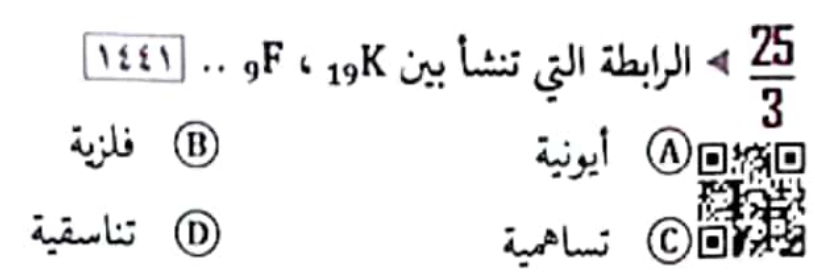 25/3 ◄ الرابطة التي تنشأ بين ₁₉K ، ₉F .. ١٤٤١
Ⓐ أيونية Ⓑ فلزية
Ⓒ تساهمية Ⓓ تناسقية